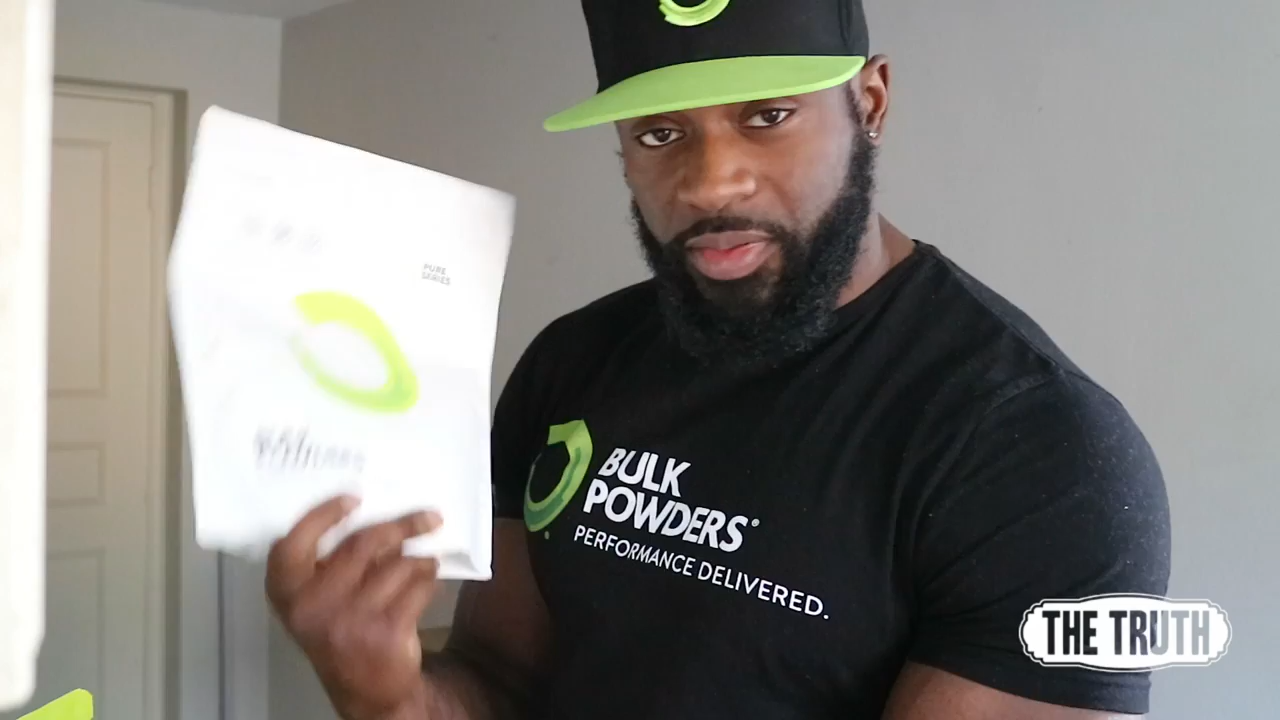 PURE
SERIES
BULK
POWDERS®
PERFORMANCE DELIVERED.
THE TRUTH